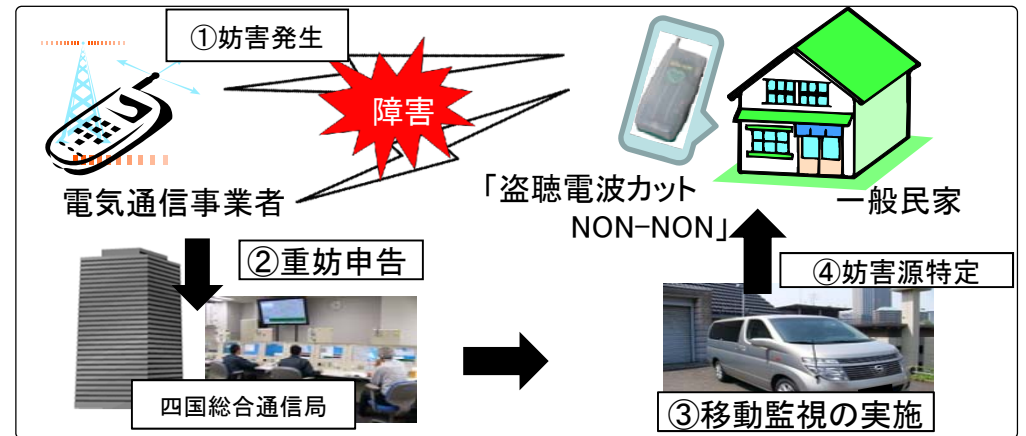 ①妨害発生
障害
電気通信事業者
「盗聴電波カット
NON-NON」
一般民家
②重妨申告
④妨害源特定
四国総合通信局
③移動監視の実施